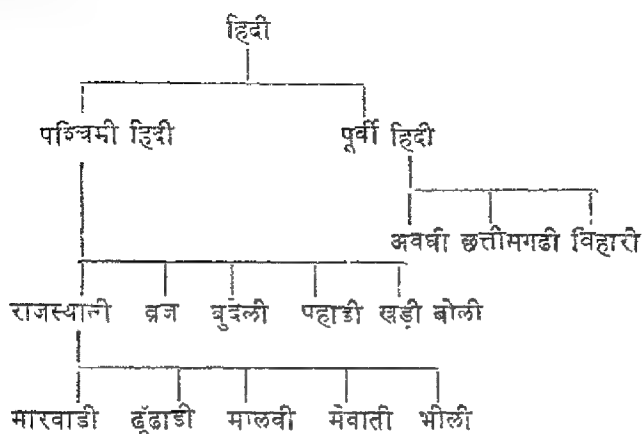 हिंदी
पश्चिमी हिंदी पूर्वी हिंदी
अवधी छत्तीसगढी विहारी
राजस्थानी व्रज बुंदेली पहाडी खड़ी बोली
मारवाडी ढूंढाडी मालवी मेवाती भीली